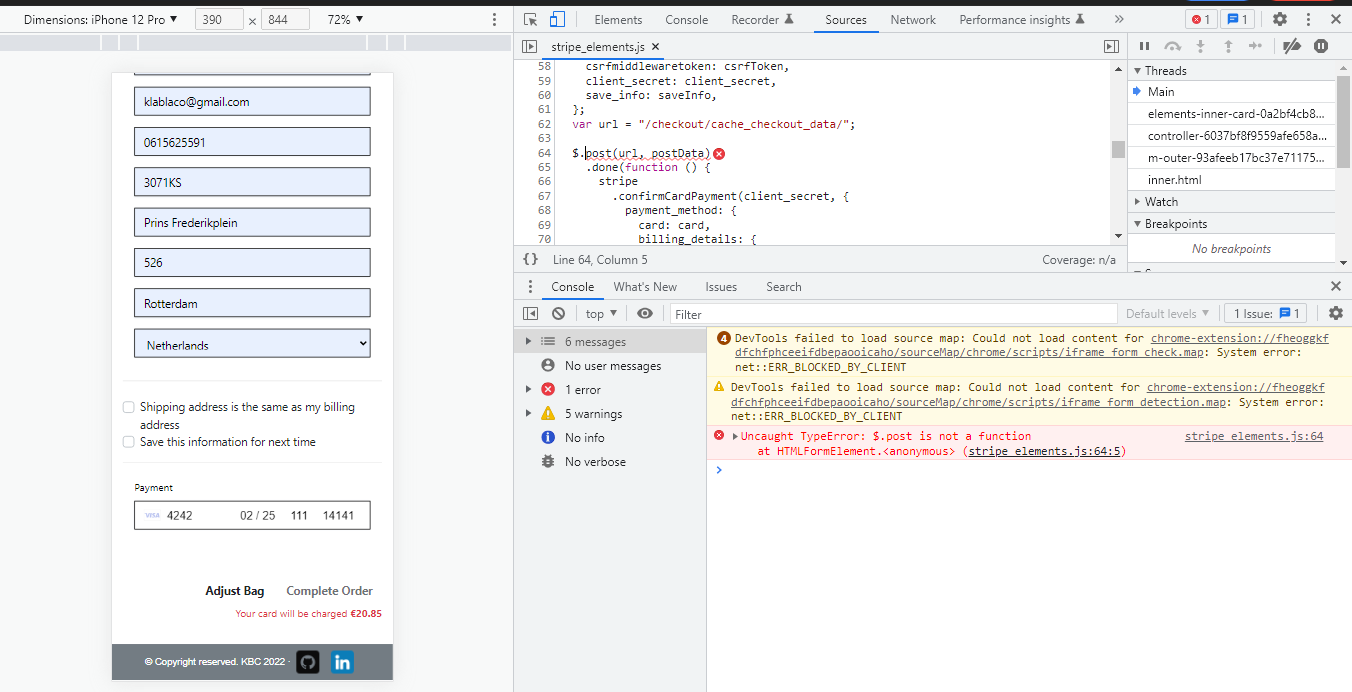 Dimensions: iPhone 12 Pro ▼ 390 × 844 72% ▼
Elements Console Recorder Sources Network Performance insights » 1 1
stripe_elements.js ×
58 csrfmiddlewaretoken: csrfToken,
59 client_secret: client_secret,
60 save_info: saveInfo,
61 };
62 var url = "/checkout/cache_checkout_data/";
63
64 $.post(url, postData)
65 .done(function () {
66 stripe
67 .confirmCardPayment(client_secret, {
68 payment_method: {
69 card: card,
70 billing_details: {
{} Line 64, Column 5 Coverage: n/a
Threads
Main
elements-inner-card-0a2bf4cb8...
controller-6037bf8f9559afe658a...
m-outer-93afeeb17bc37e71175...
inner.html
Watch
Breakpoints
No breakpoints
Console What's New Issues Search
top ▼ Filter Default levels ▼ 1 Issue: 1
6 messages
No user messages
1 error
5 warnings
No info
No verbose
4 DevTools failed to load source map: Could not load content for chrome-extension://fheoggkf
dfchfphceeifdbepaooicaho/sourceMap/chrome/scripts/iframe_form_check.map: System error:
net::ERR_BLOCKED_BY_CLIENT
DevTools failed to load source map: Could not load content for chrome-extension://fheoggkf
dfchfphceeifdbepaooicaho/sourceMap/chrome/scripts/iframe_form_detection.map: System error:
net::ERR_BLOCKED_BY_CLIENT
Uncaught TypeError: $.post is not a function stripe_elements.js:64
at HTMLFormElement.<anonymous> (stripe_elements.js:64:5)
klablaco@gmail.com
0615625591
3071KS
Prins Frederikplein
526
Rotterdam
Netherlands
Shipping address is the same as my billing
address
Save this information for next time
Payment
VISA 4242 02 / 25 111 14141
Adjust Bag Complete Order
Your card will be charged €20.85
© Copyright reserved. KBC 2022 · in